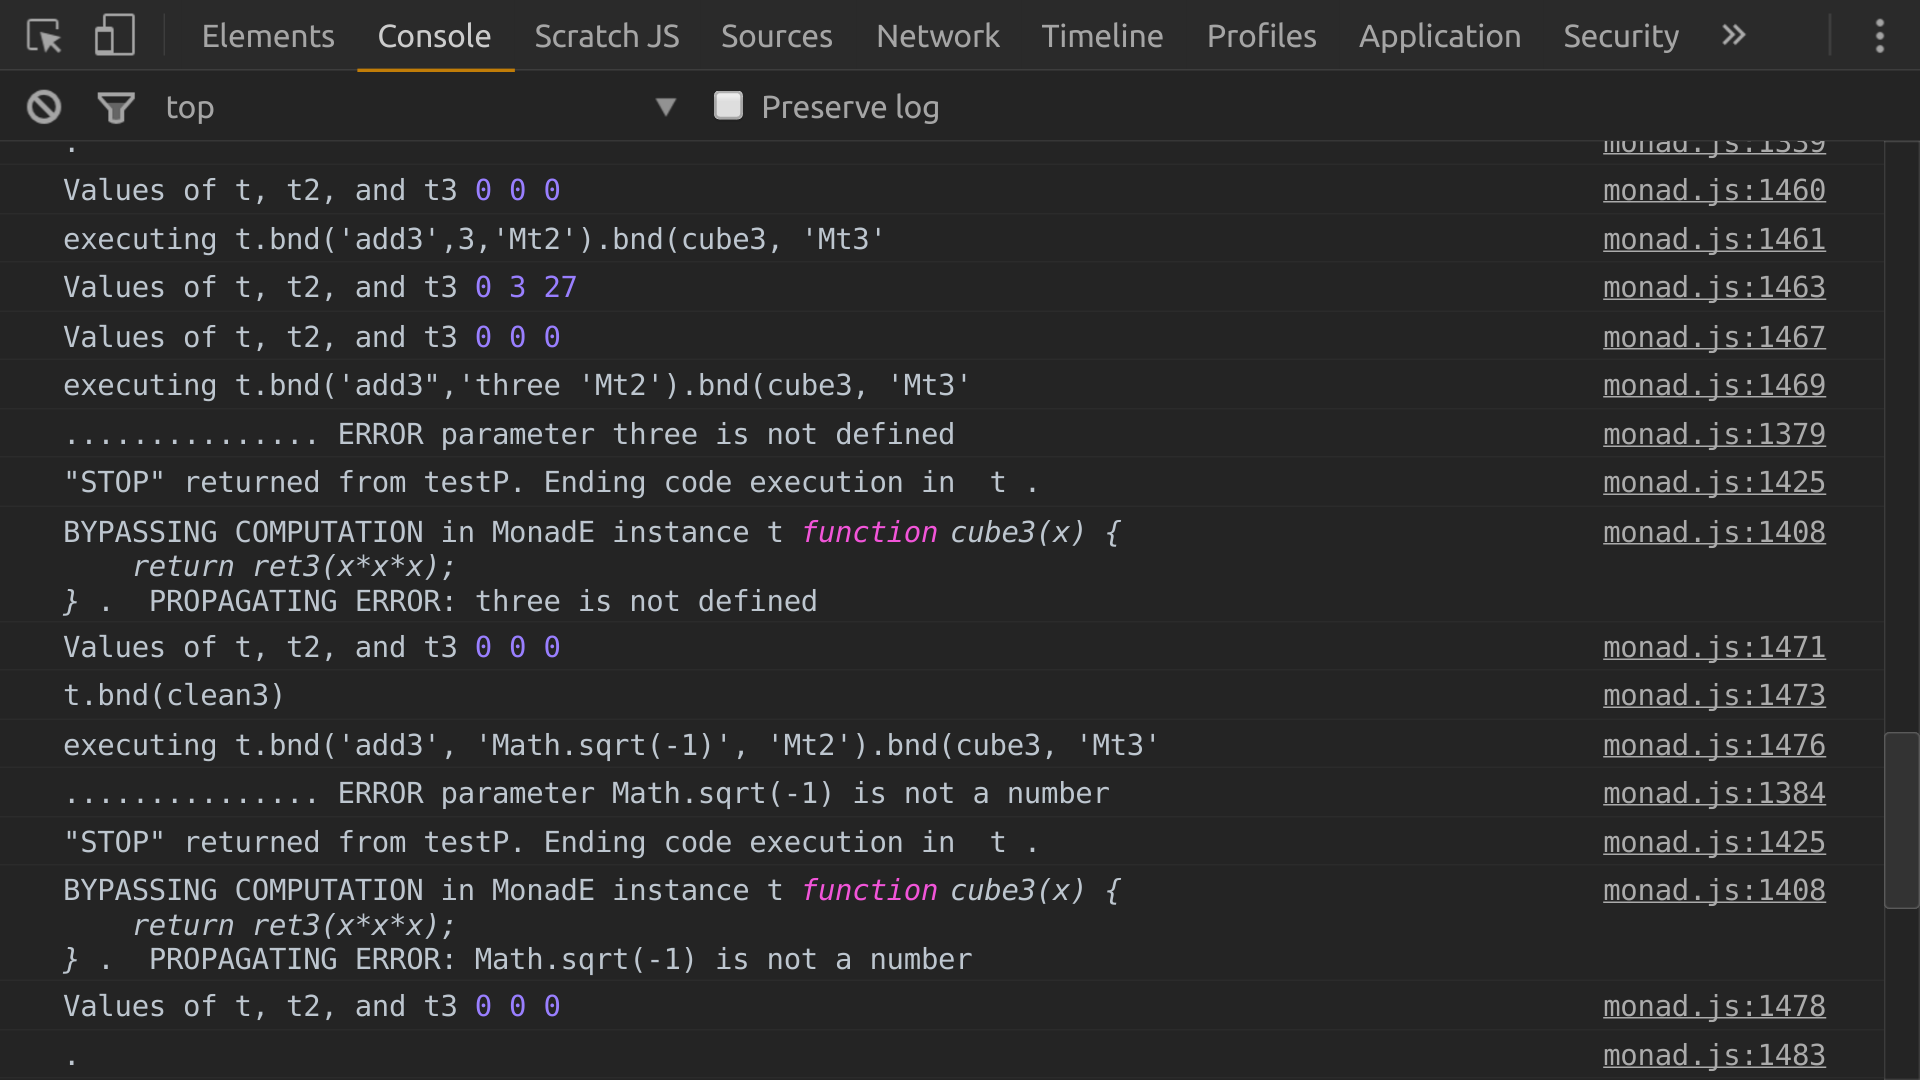 Elements Console Scratch JS Sources Network Timeline Profiles Application Security »
top ▼ Preserve log
. monad.js:1339
Values of t, t2, and t3 0 0 0 monad.js:1460
executing t.bnd('add3',3,'Mt2').bnd(cube3, 'Mt3' monad.js:1461
Values of t, t2, and t3 0 3 27 monad.js:1463
Values of t, t2, and t3 0 0 0 monad.js:1467
executing t.bnd('add3",'three 'Mt2').bnd(cube3, 'Mt3' monad.js:1469
............... ERROR parameter three is not defined monad.js:1379
"STOP" returned from testP. Ending code execution in  t . monad.js:1425
BYPASSING COMPUTATION in MonadE instance t function cube3(x) { monad.js:1408
    return ret3(x*x*x);
} .  PROPAGATING ERROR: three is not defined
Values of t, t2, and t3 0 0 0 monad.js:1471
t.bnd(clean3) monad.js:1473
executing t.bnd('add3', 'Math.sqrt(-1)', 'Mt2').bnd(cube3, 'Mt3' monad.js:1476
............... ERROR parameter Math.sqrt(-1) is not a number monad.js:1384
"STOP" returned from testP. Ending code execution in  t . monad.js:1425
BYPASSING COMPUTATION in MonadE instance t function cube3(x) { monad.js:1408
    return ret3(x*x*x);
} .  PROPAGATING ERROR: Math.sqrt(-1) is not a number
Values of t, t2, and t3 0 0 0 monad.js:1478
. monad.js:1483